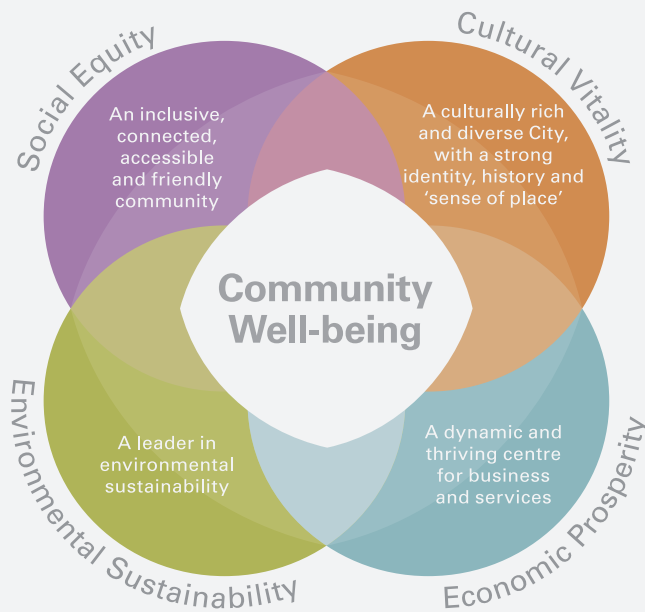 Social Equity
An inclusive,
connected,
accessible
and friendly
community
Cultural Vitality
A culturally rich
and diverse City,
with a strong
identity, history and
‘sense of place’
Community
Well-being
Environmental Sustainability
A leader in
environmental
sustainability
Economic Prosperity
A dynamic and
thriving centre
for business
and services